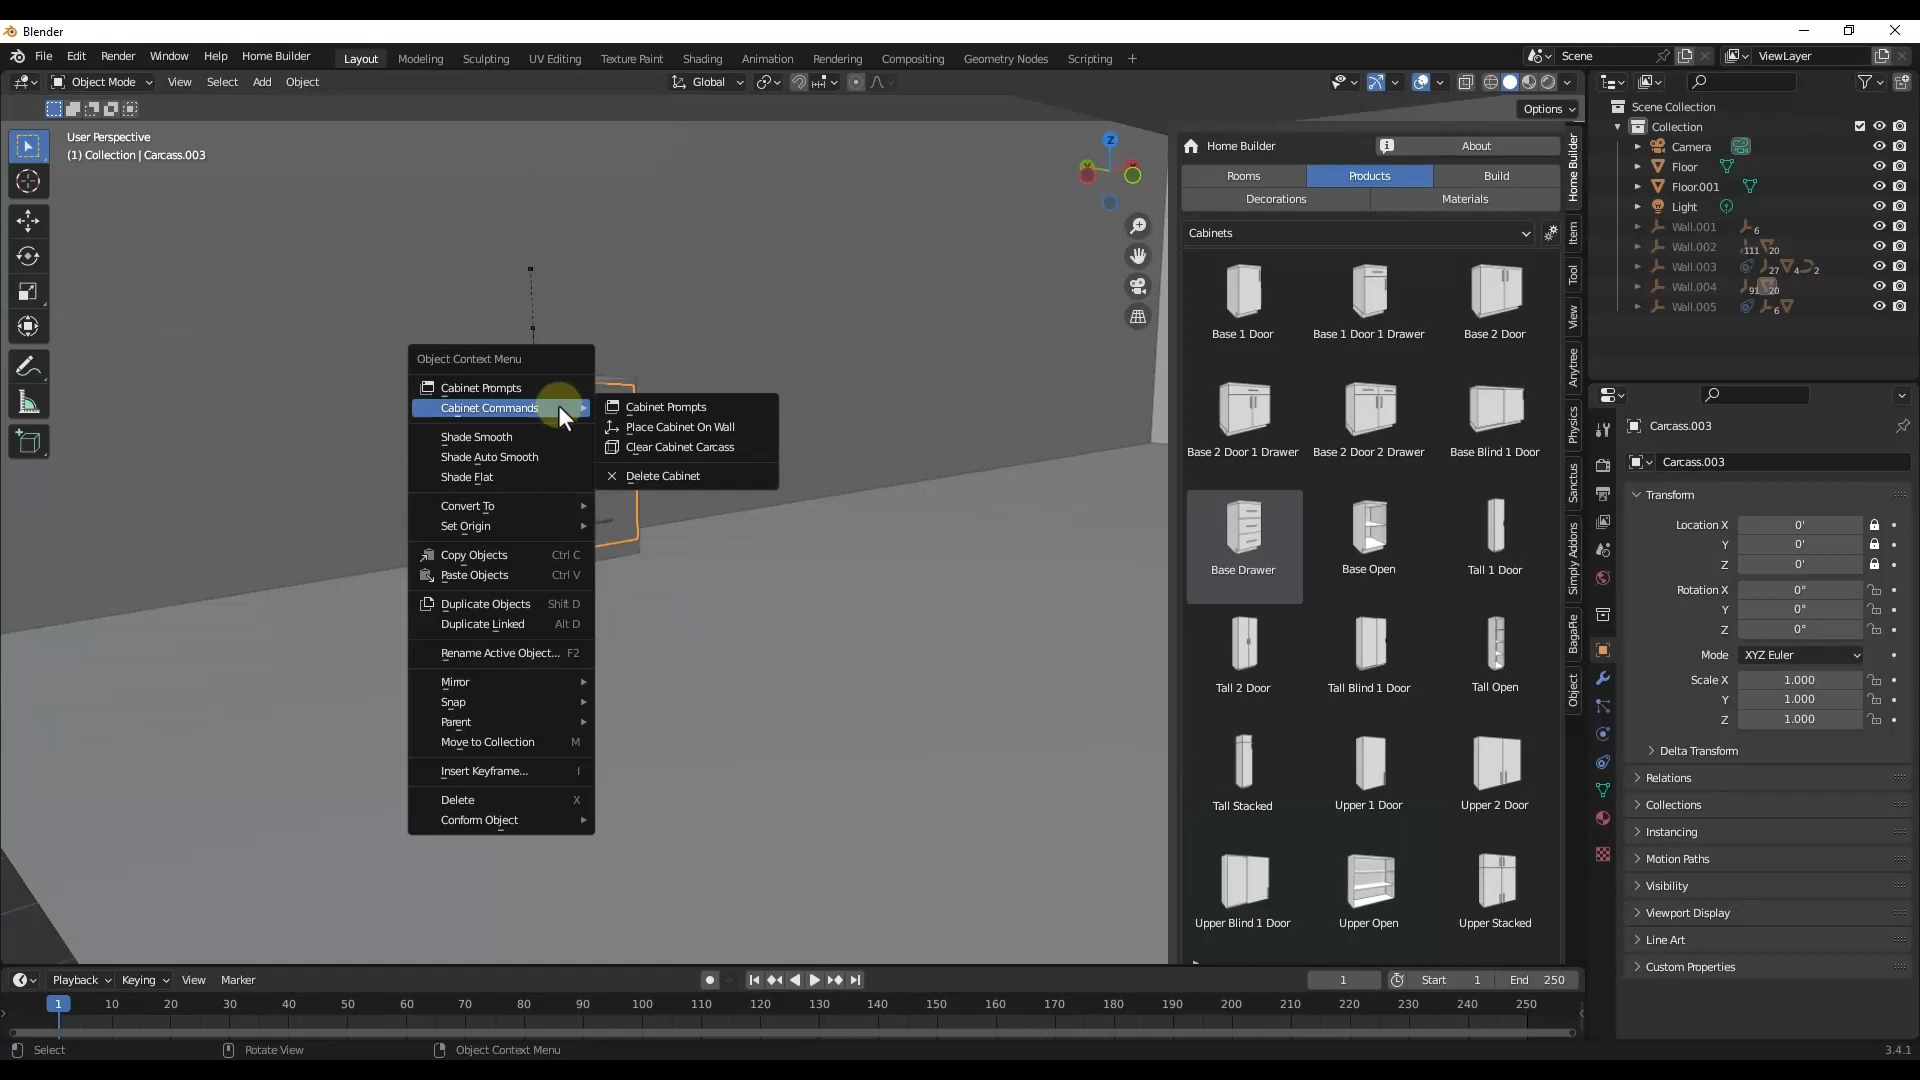 Blender
File Edit Render Window Help Home Builder Layout Modeling Sculpting UV Editing Texture Paint Shading Animation Rendering Compositing Geometry Nodes Scripting + Scene ViewLayer
Object Mode View Select Add Object Global
Options
User Perspective
(1) Collection | Carcass.003
Z
Object Context Menu
Cabinet Prompts
Cabinet Commands
Shade Smooth
Shade Auto Smooth
Shade Flat
Convert To
Set Origin
Copy Objects Ctrl C
Paste Objects Ctrl V
Duplicate Objects Shift D
Duplicate Linked Alt D
Rename Active Object... F2
Mirror
Snap
Parent
Move to Collection M
Insert Keyframe... I
Delete X
Conform Object
Cabinet Prompts
Place Cabinet On Wall
Clear Cabinet Carcass
Delete Cabinet
Home Builder About
Rooms Products Build
Decorations Materials
Cabinets
Base 1 Door Base 1 Door 1 Drawer Base 2 Door
Base 2 Door 1 Drawer Base 2 Door 2 Drawer Base Blind 1 Door
Base Drawer Base Open Tall 1 Door
Tall 2 Door Tall Blind 1 Door Tall Open
Tall Stacked Upper 1 Door Upper 2 Door
Upper Blind 1 Door Upper Open Upper Stacked
Home Builder
Item
Tool
View
Anytree
Physics
Sanctus
Simply Addons
BagaPie
Object
Scene Collection
Collection
Camera
Floor
Floor.001
Light
Wall.001 6
Wall.002 111 20
Wall.003 27 4 2
Wall.004 91 20
Wall.005 6
Carcass.003
Carcass.003
Transform
Location X 0'
Y 0'
Z 0'
Rotation X 0°
Y 0°
Z 0°
Mode XYZ Euler
Scale X 1.000
Y 1.000
Z 1.000
Delta Transform
Relations
Collections
Instancing
Motion Paths
Visibility
Viewport Display
Line Art
Custom Properties
Playback Keying View Marker 1 Start 1 End 250
1 10 20 30 40 50 60 70 80 90 100 110 120 130 140 150 160 170 180 190 200 210 220 230 240 250
Select Rotate View Object Context Menu 3.4.1